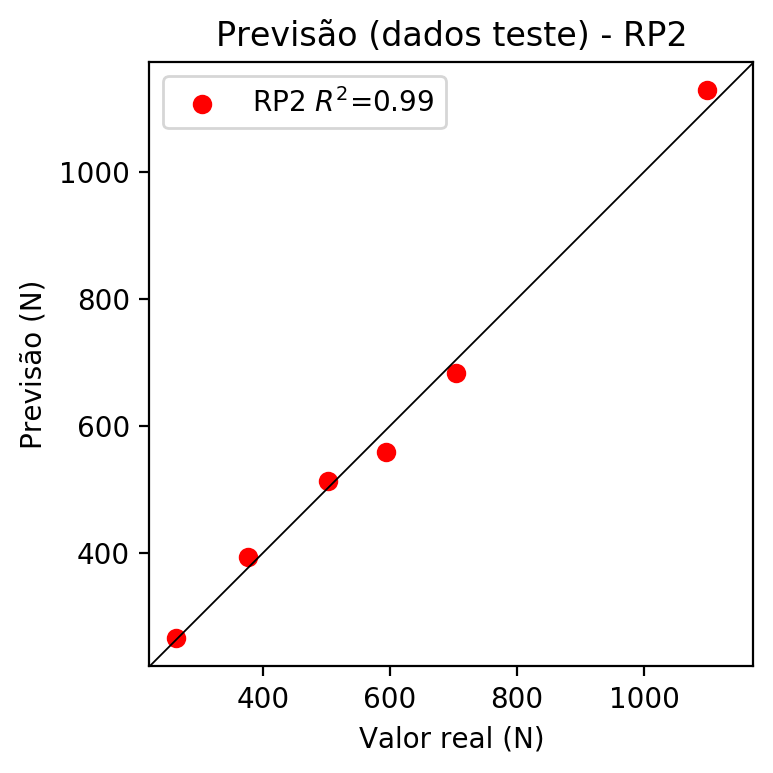 Previsão (dados teste) - RP2
RP2 R²=0.99
1000
800
600
400
Previsão (N)
400 600 800 1000
Valor real (N)